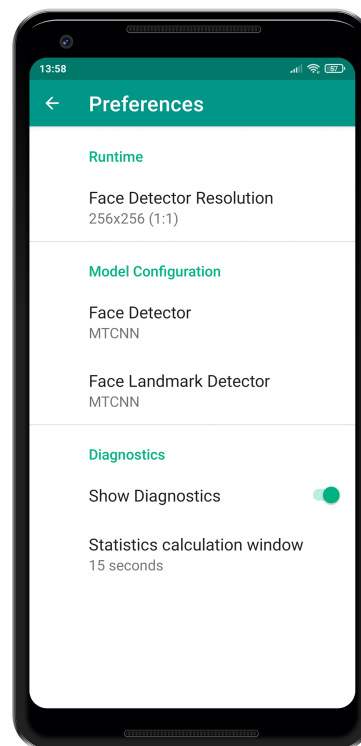 13:58
57
Preferences
Runtime
Face Detector Resolution
256x256 (1:1)
Model Configuration
Face Detector
MTCNN
Face Landmark Detector
MTCNN
Diagnostics
Show Diagnostics
Statistics calculation window
15 seconds